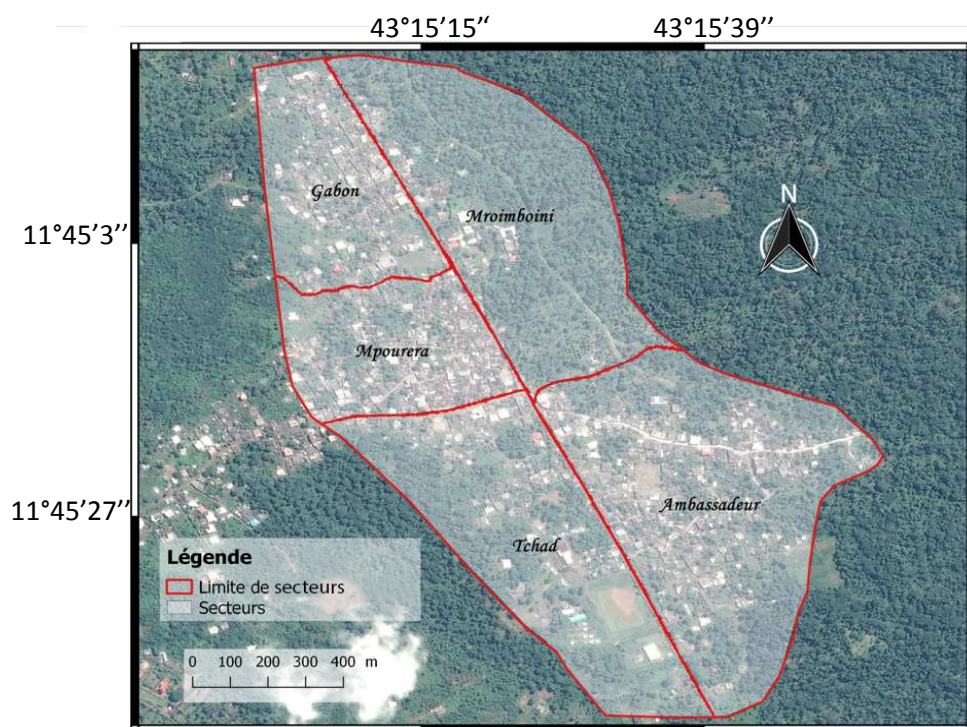 43°15’15’’ 43°15’39’’
N
Gabon
Mroimboini
11°45’3’’
Mpourera
11°45’27’’
Ambassadeur
Tchad
Légende
Limite de secteurs
Secteurs
0 100 200 300 400 m